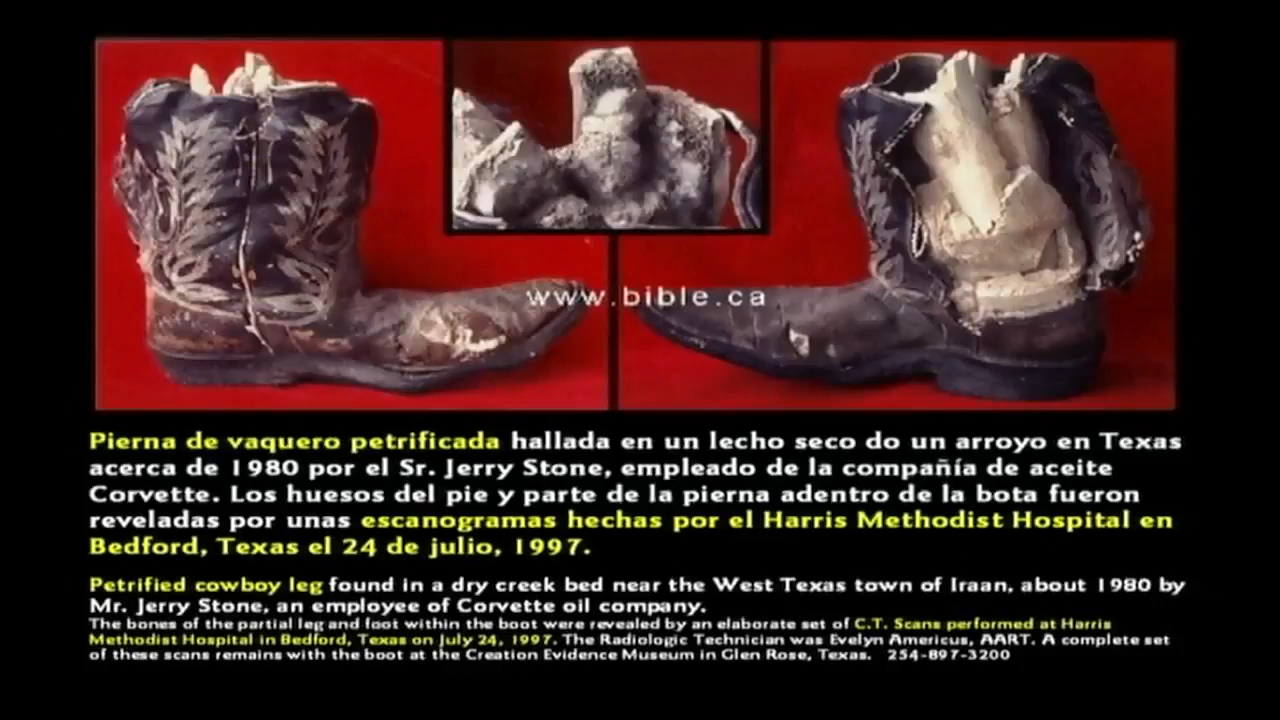 www.bible.ca
Pierna de vaquero petrificada hallada en un lecho seco do un arroyo en Texas
acerca de 1980 por el Sr. Jerry Stone, empleado de la compañía de aceite
Corvette. Los huesos del pie y parte de la pierna adentro de la bota fueron
reveladas por unas escanogramas hechas por el Harris Methodist Hospital en
Bedford, Texas el 24 de julio, 1997.
Petrified cowboy leg found in a dry creek bed near the West Texas town of Iraan, about 1980 by
Mr. Jerry Stone, an employee of Corvette oil company.
The bones of the partial leg and foot within the boot were revealed by an elaborate set of C.T. Scans performed at Harris
Methodist Hospital in Bedford, Texas on July 24, 1997. The Radiologic Technician was Evelyn Americus, AART. A complete set
of these scans remains with the boot at the Creation Evidence Museum in Glen Rose, Texas. 254-897-3200